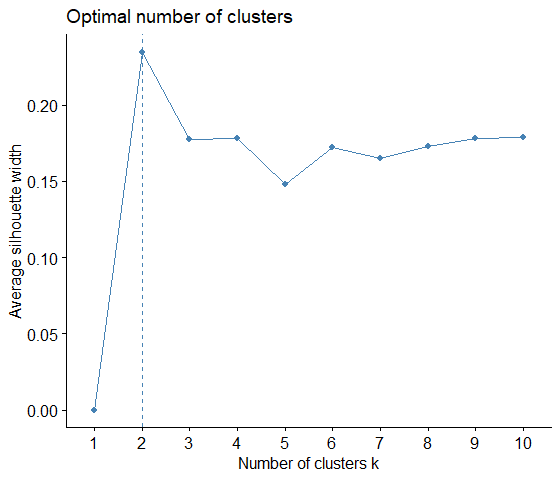 Optimal number of clusters
Average silhouette width
0.20
0.15
0.10
0.05
0.00
1 2 3 4 5 6 7 8 9 10
Number of clusters k